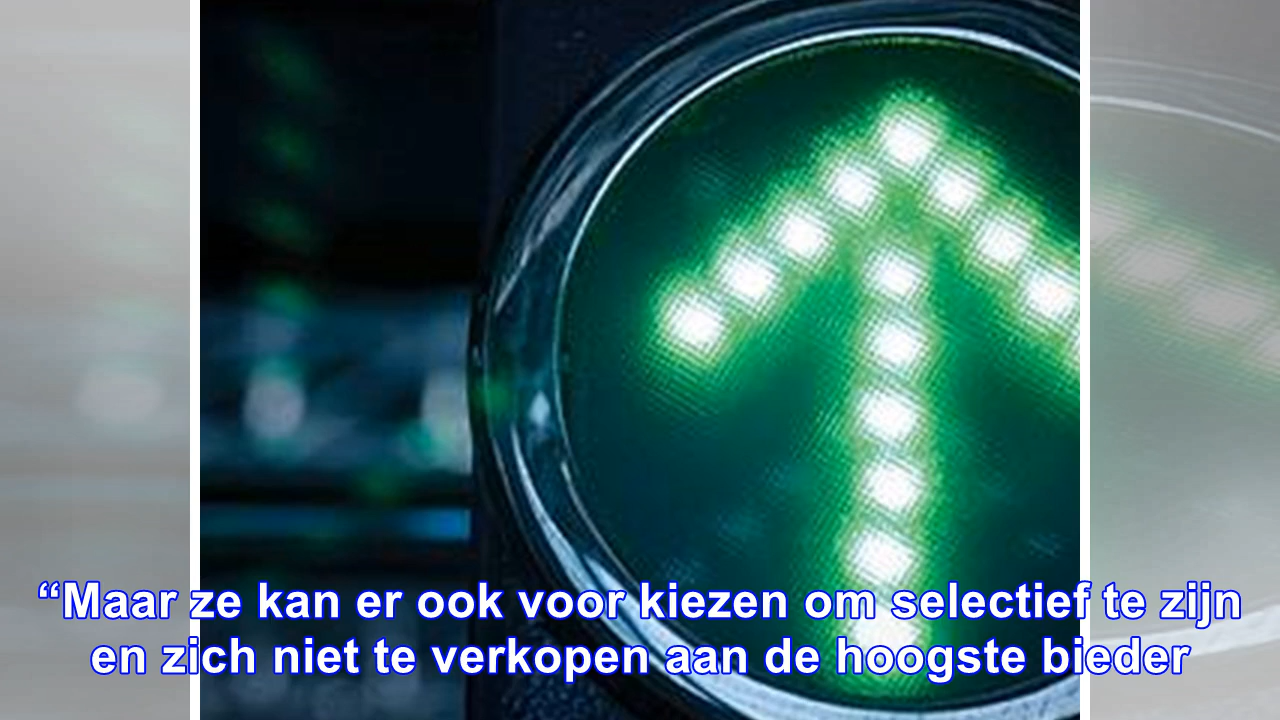 “Maar ze kan er ook voor kiezen om selectief te zijn
en zich niet te verkopen aan de hoogste bieder